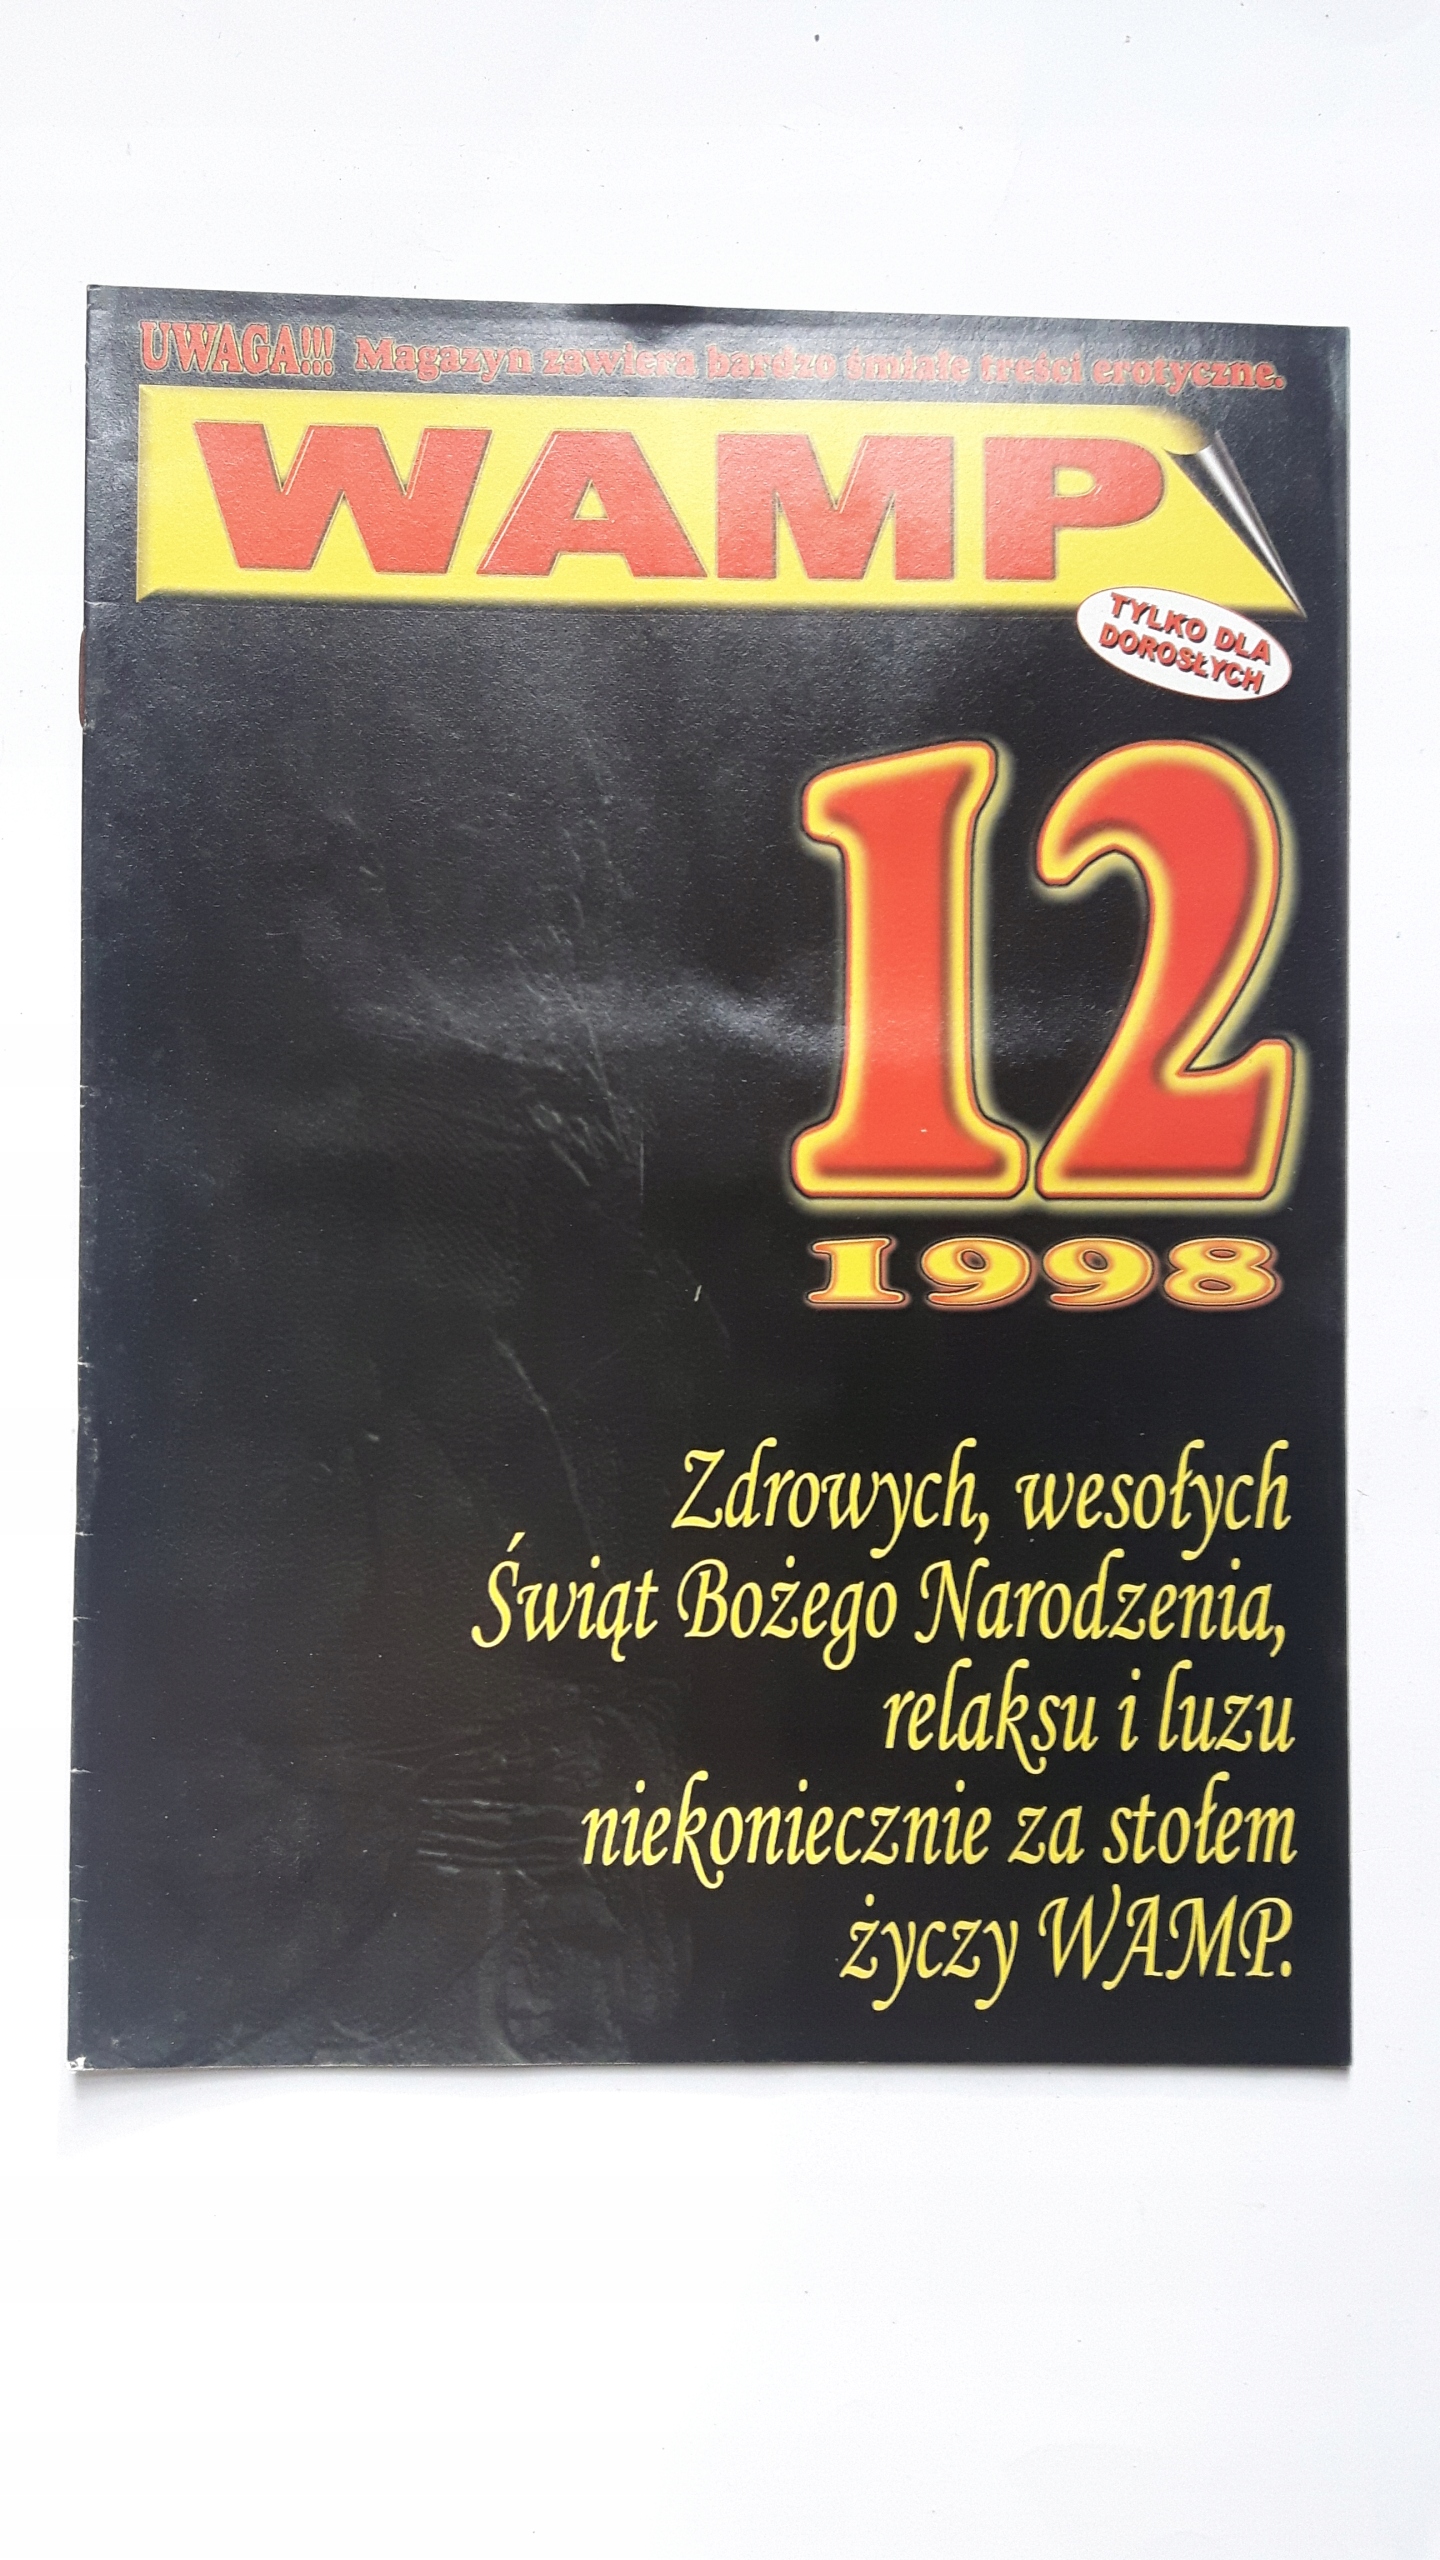 UWAGA!!! Magazyn zawiera bardzo śmiałe treści erotyczne.
WAMP
TYLKO DLA
DOROSŁYCH
12
1998
Zdrowych, wesołych
Świąt Bożego Narodzenia,
relaksu i luzu
niekoniecznie za stołem
życzy WAMP.